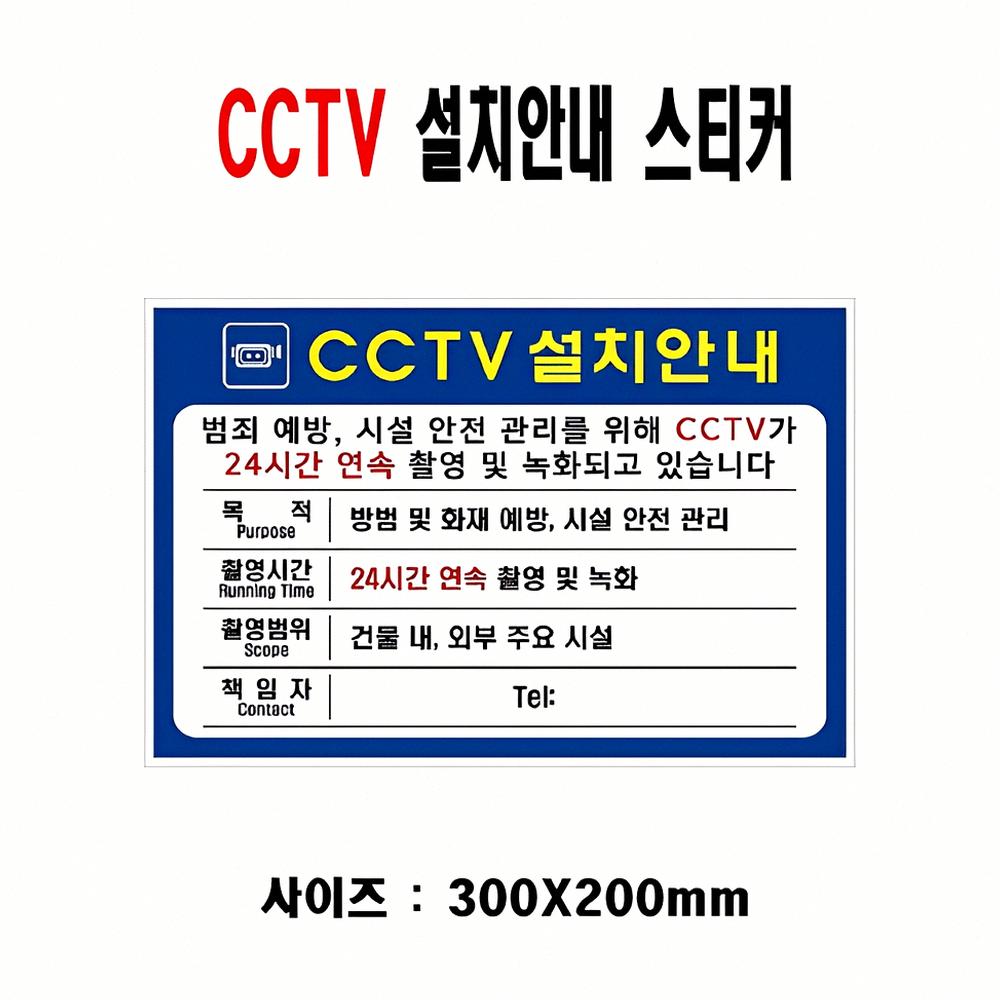 CCTV 설치안내 스티커
CCTV 설치안내
범죄 예방, 시설 안전 관리를 위해 CCTV가
24시간 연속 촬영 및 녹화되고 있습니다
목 적
Purpose
방범 및 화재 예방, 시설 안전 관리
촬영시간
Running Time
24시간 연속 촬영 및 녹화
촬영범위
Scope
건물 내, 외부 주요 시설
책 임 자
Contact
Tel:
사이즈 : 300X200mm